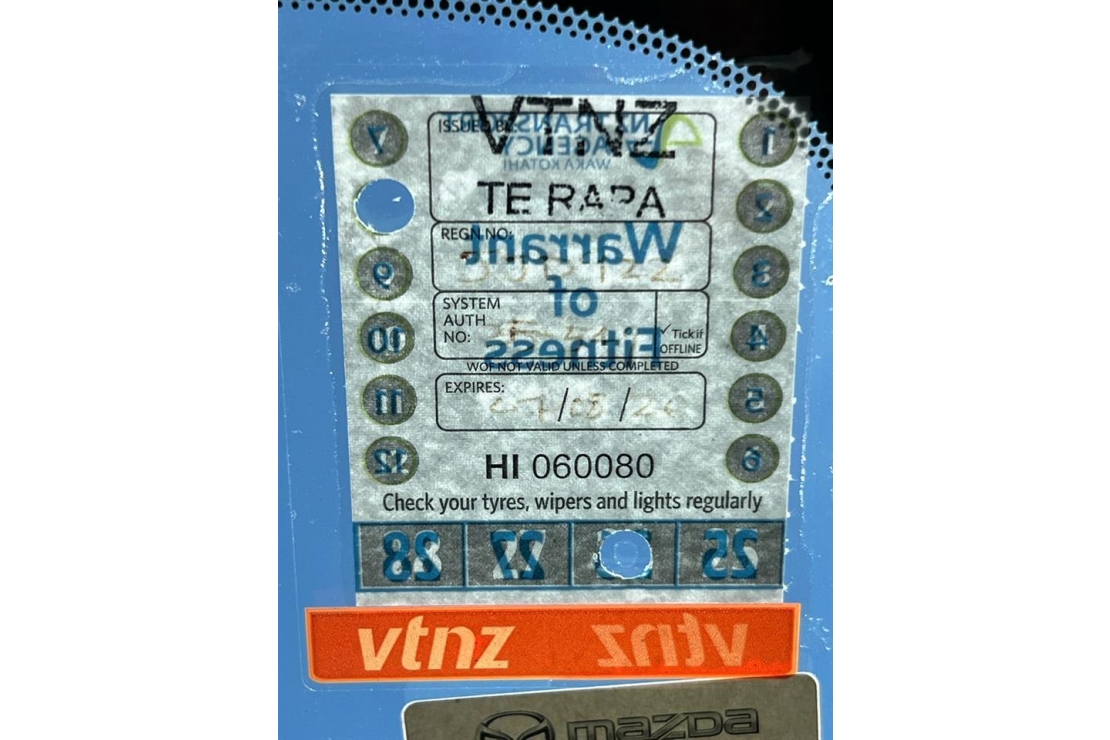 VTNZ
ISSUED BY:
NZ TRANSPORT
AGENCY
WAKA KOTAHI
TE RAPA
REGN NO:
Warrant
of
Fitness
SYSTEM
AUTH
NO:
✓ Tick if
OFFLINE
WOF NOT VALID UNLESS COMPLETED
EXPIRES: /08/26
HI 060080
Check your tyres, wipers and lights regularly
7 1
2
9 3
10 4
11 5
12 6
28 27 25
vtnz vtnz
mazda